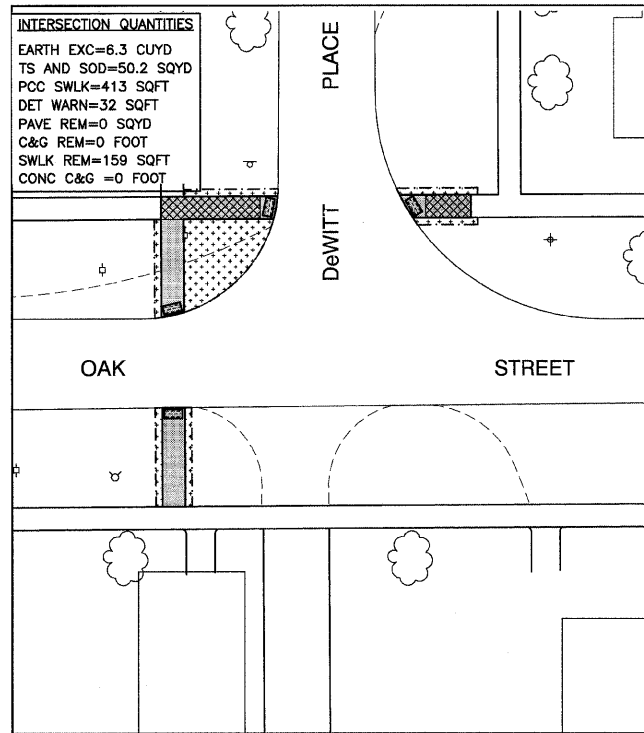 INTERSECTION QUANTITIES
EARTH EXC=6.3 CUYD
TS AND SOD=50.2 SQYD
PCC SWLK=413 SQFT
DET WARN=32 SQFT
PAVE REM=0 SQYD
C&G REM=0 FOOT
SWLK REM=159 SQFT
CONC C&G =0 FOOT
DeWITT PLACE
OAK STREET